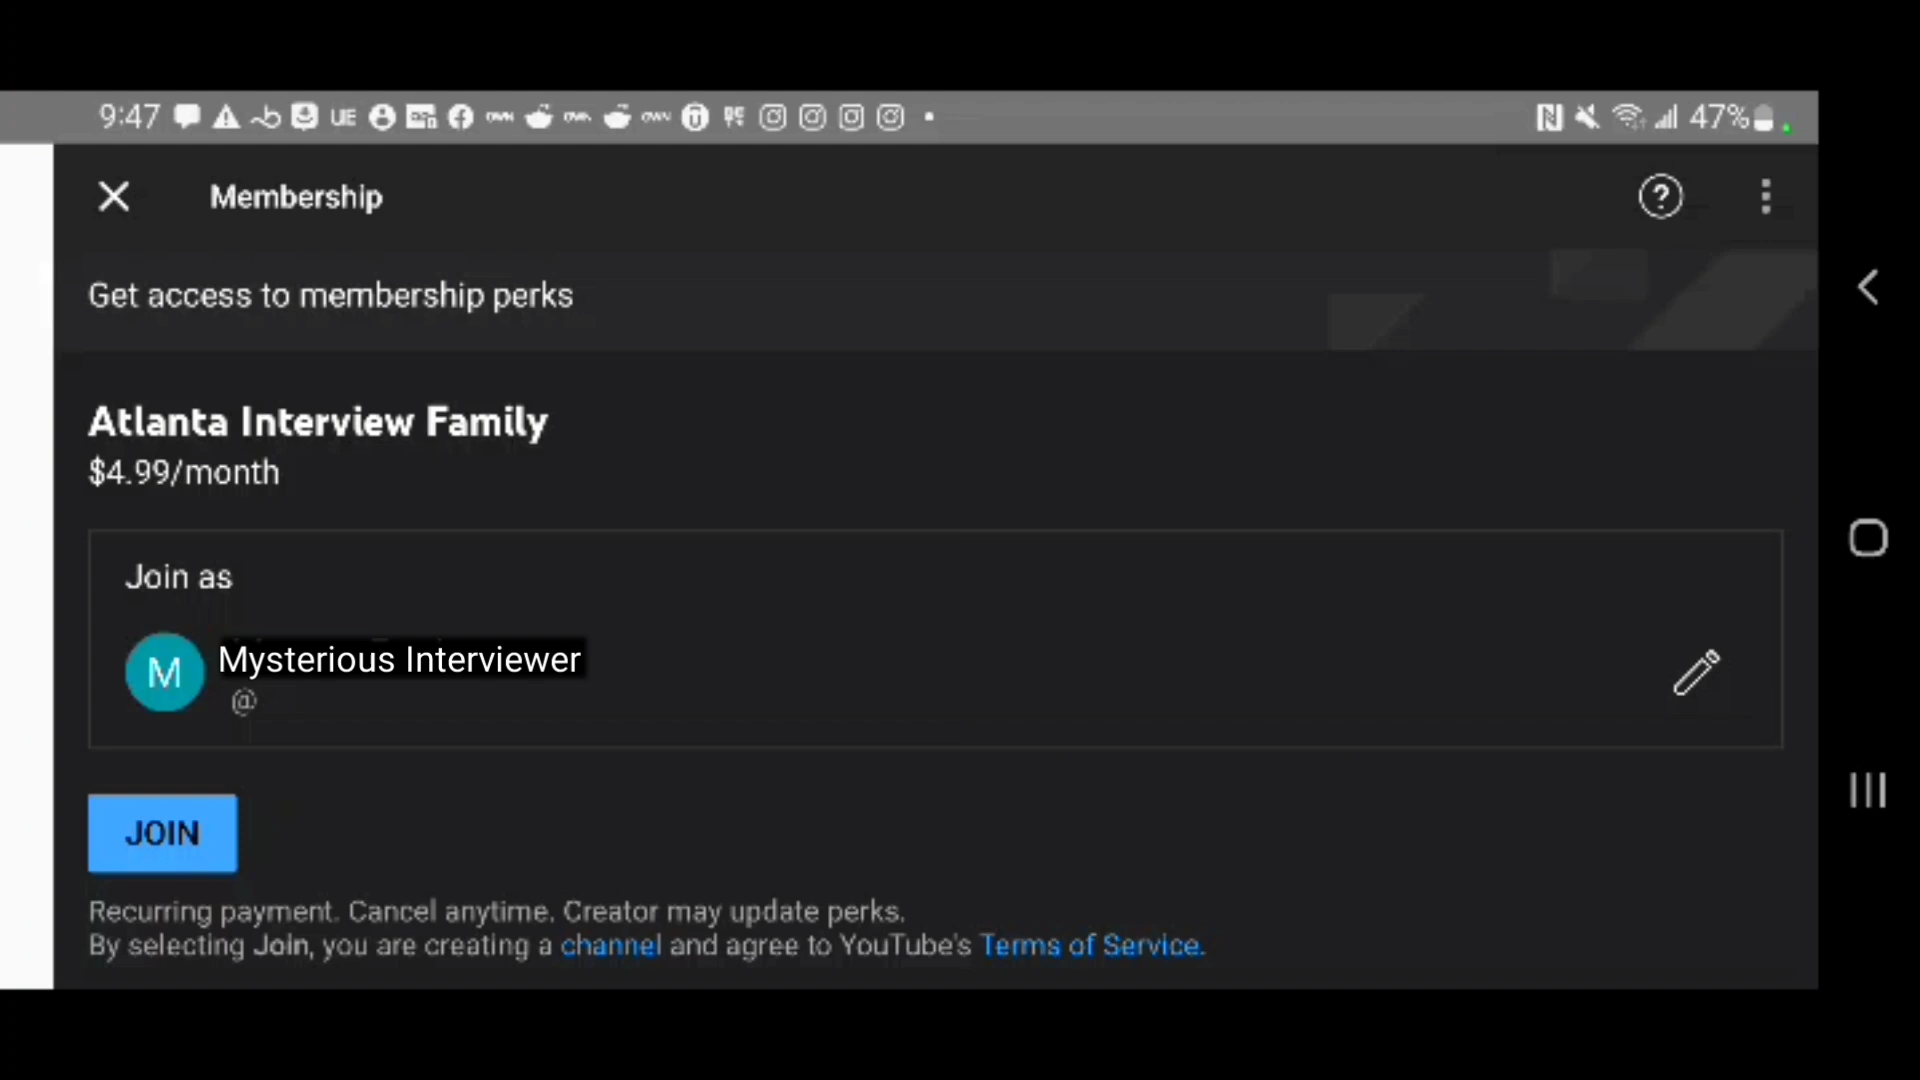 9:47 UE 47%
Membership
Get access to membership perks
Atlanta Interview Family
$4.99/month
Join as
M Mysterious Interviewer
@
JOIN
Recurring payment. Cancel anytime. Creator may update perks.
By selecting Join, you are creating a channel and agree to YouTube's Terms of Service.